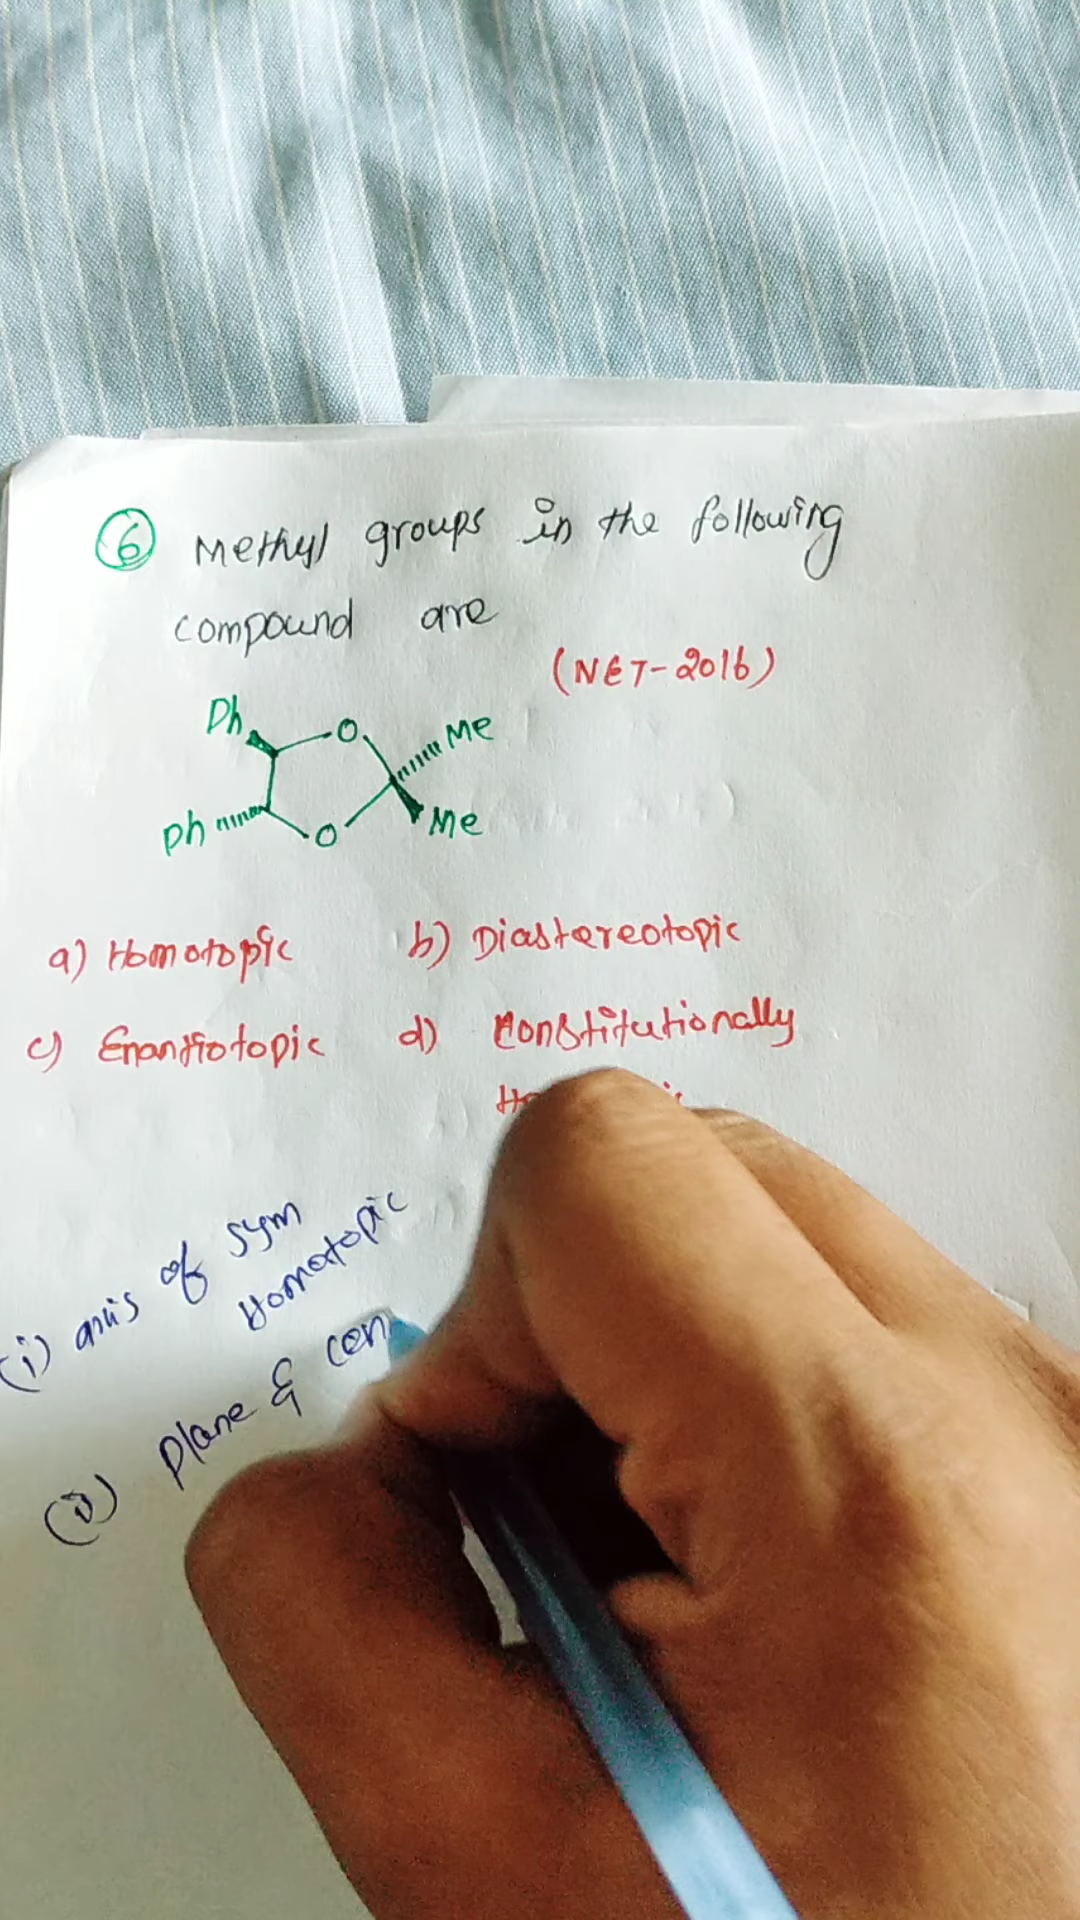 6 Methyl groups in the following
compound are
(NET-2016)
Ph O Me
Ph O Me
a) Homotopic b) Diastereotopic
c) Enantiotopic d) Constitutionally
(i) axis of sym
Homotopic
(ii) plane & cen